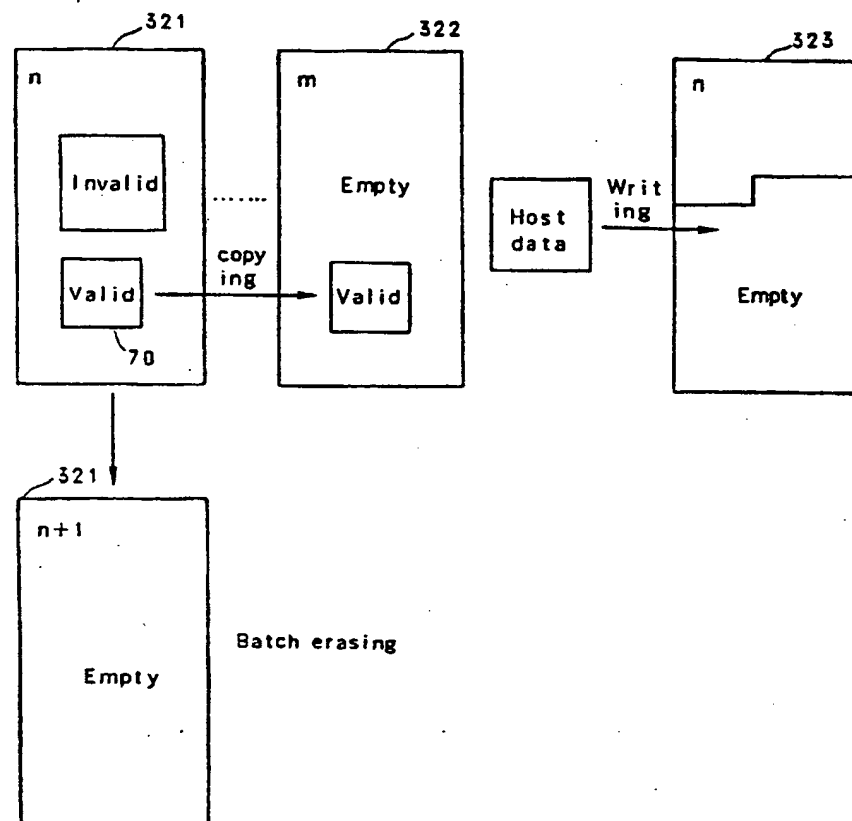 321
322
323
n
m
n
Invalid
.......
Empty
Host
data
Writ
ing
copy
ing
Valid
Valid
Empty
70
321
n+1
Batch erasing
Empty